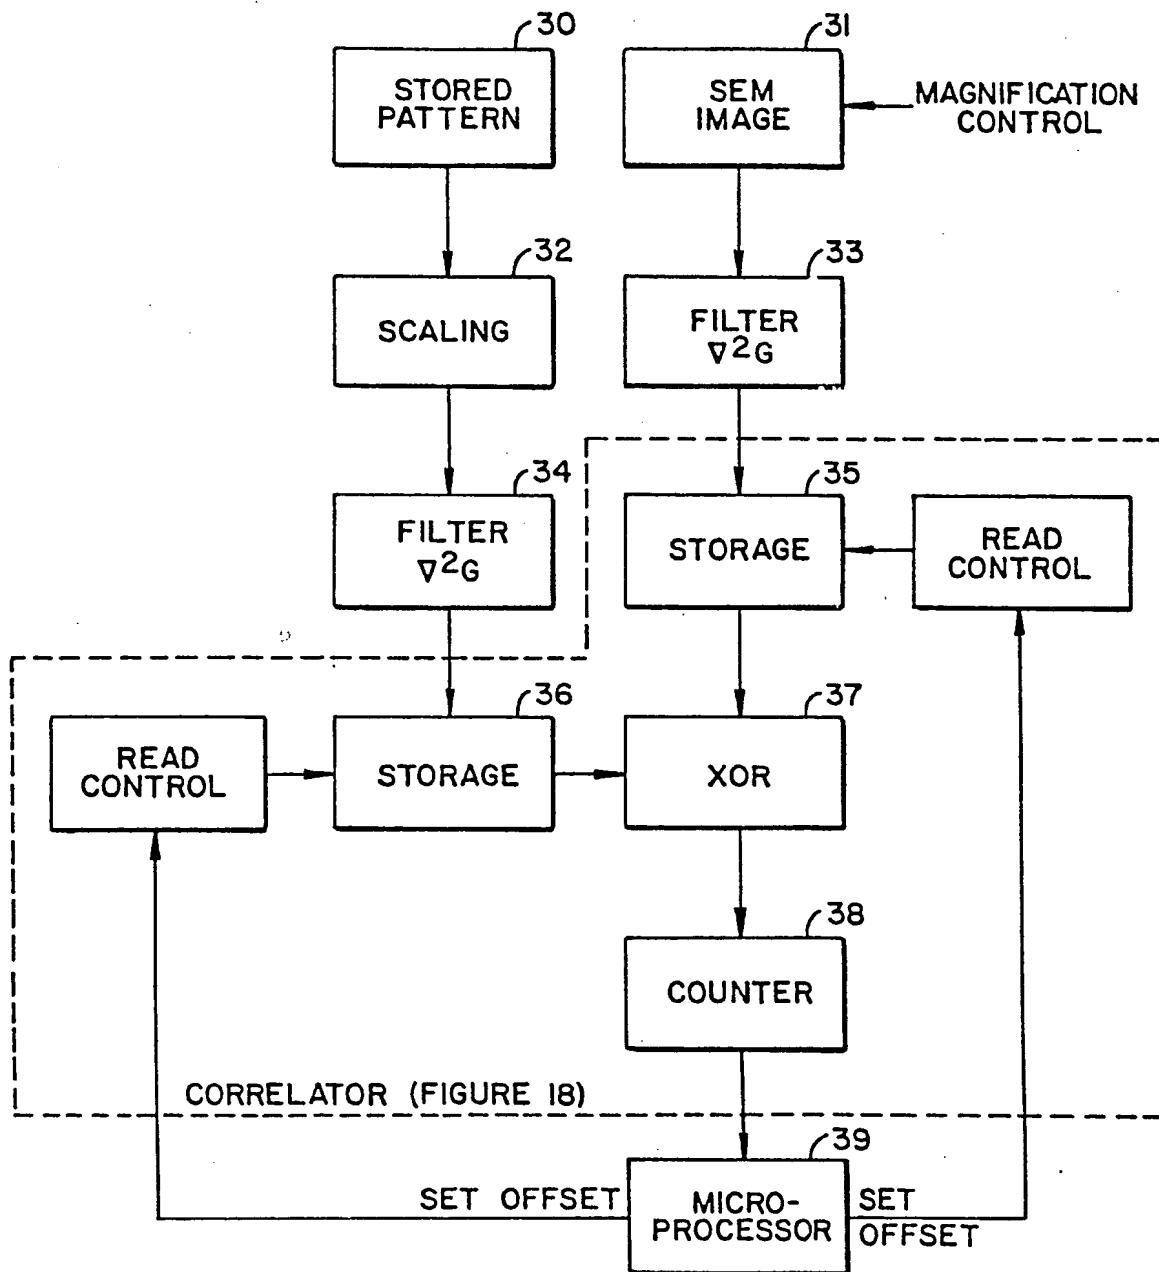 30
STORED
PATTERN
31
SEM
IMAGE
MAGNIFICATION
CONTROL
32
SCALING
33
FILTER
∇²G
34
FILTER
∇²G
35
STORAGE
READ
CONTROL
READ
CONTROL
36
STORAGE
37
XOR
38
COUNTER
CORRELATOR (FIGURE 18)
39
MICRO-
PROCESSOR
SET OFFSET
SET
OFFSET